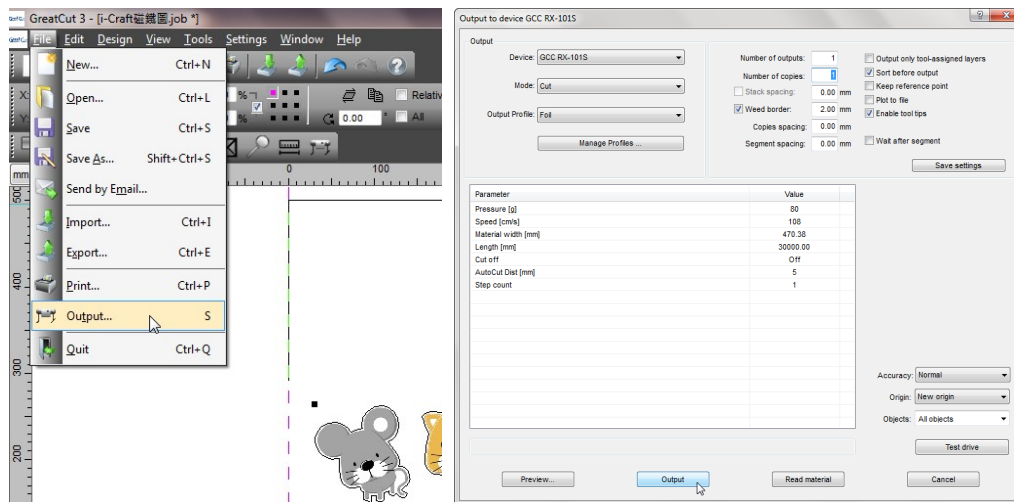 GreatCut 3 - [i-Craft磁鐵圖.job *]
File Edit Design View Tools Settings Window Help
New... Ctrl+N
Open... Ctrl+L
Save Ctrl+S
Save As... Shift+Ctrl+S
Send by Email...
Import... Ctrl+I
Export... Ctrl+E
Print... Ctrl+P
Output... S
Quit Ctrl+Q
X:
Y:
%
%
0.00 °
Relativ
All
mm
0 100
500
400
300
200
Output to device GCC RX-101S
Output
Device: GCC RX-101S
Mode: Cut
Output Profile: Foil
Manage Profiles ...
Number of outputs: 1
Number of copies: 1
Stack spacing: 0.00 mm
Weed border: 2.00 mm
Copies spacing: 0.00 mm
Segment spacing: 0.00 mm
Output only tool-assigned layers
Sort before output
Keep reference point
Plot to file
Enable tool tips
Wait after segment
Save settings
Parameter Value
Pressure [g] 80
Speed [cm/s] 108
Material width [mm] 470.38
Length [mm] 30000.00
Cut off Off
AutoCut Dist [mm] 5
Step count 1
Accuracy: Normal
Origin: New origin
Objects: All objects
Test drive
Preview... Output Read material Cancel